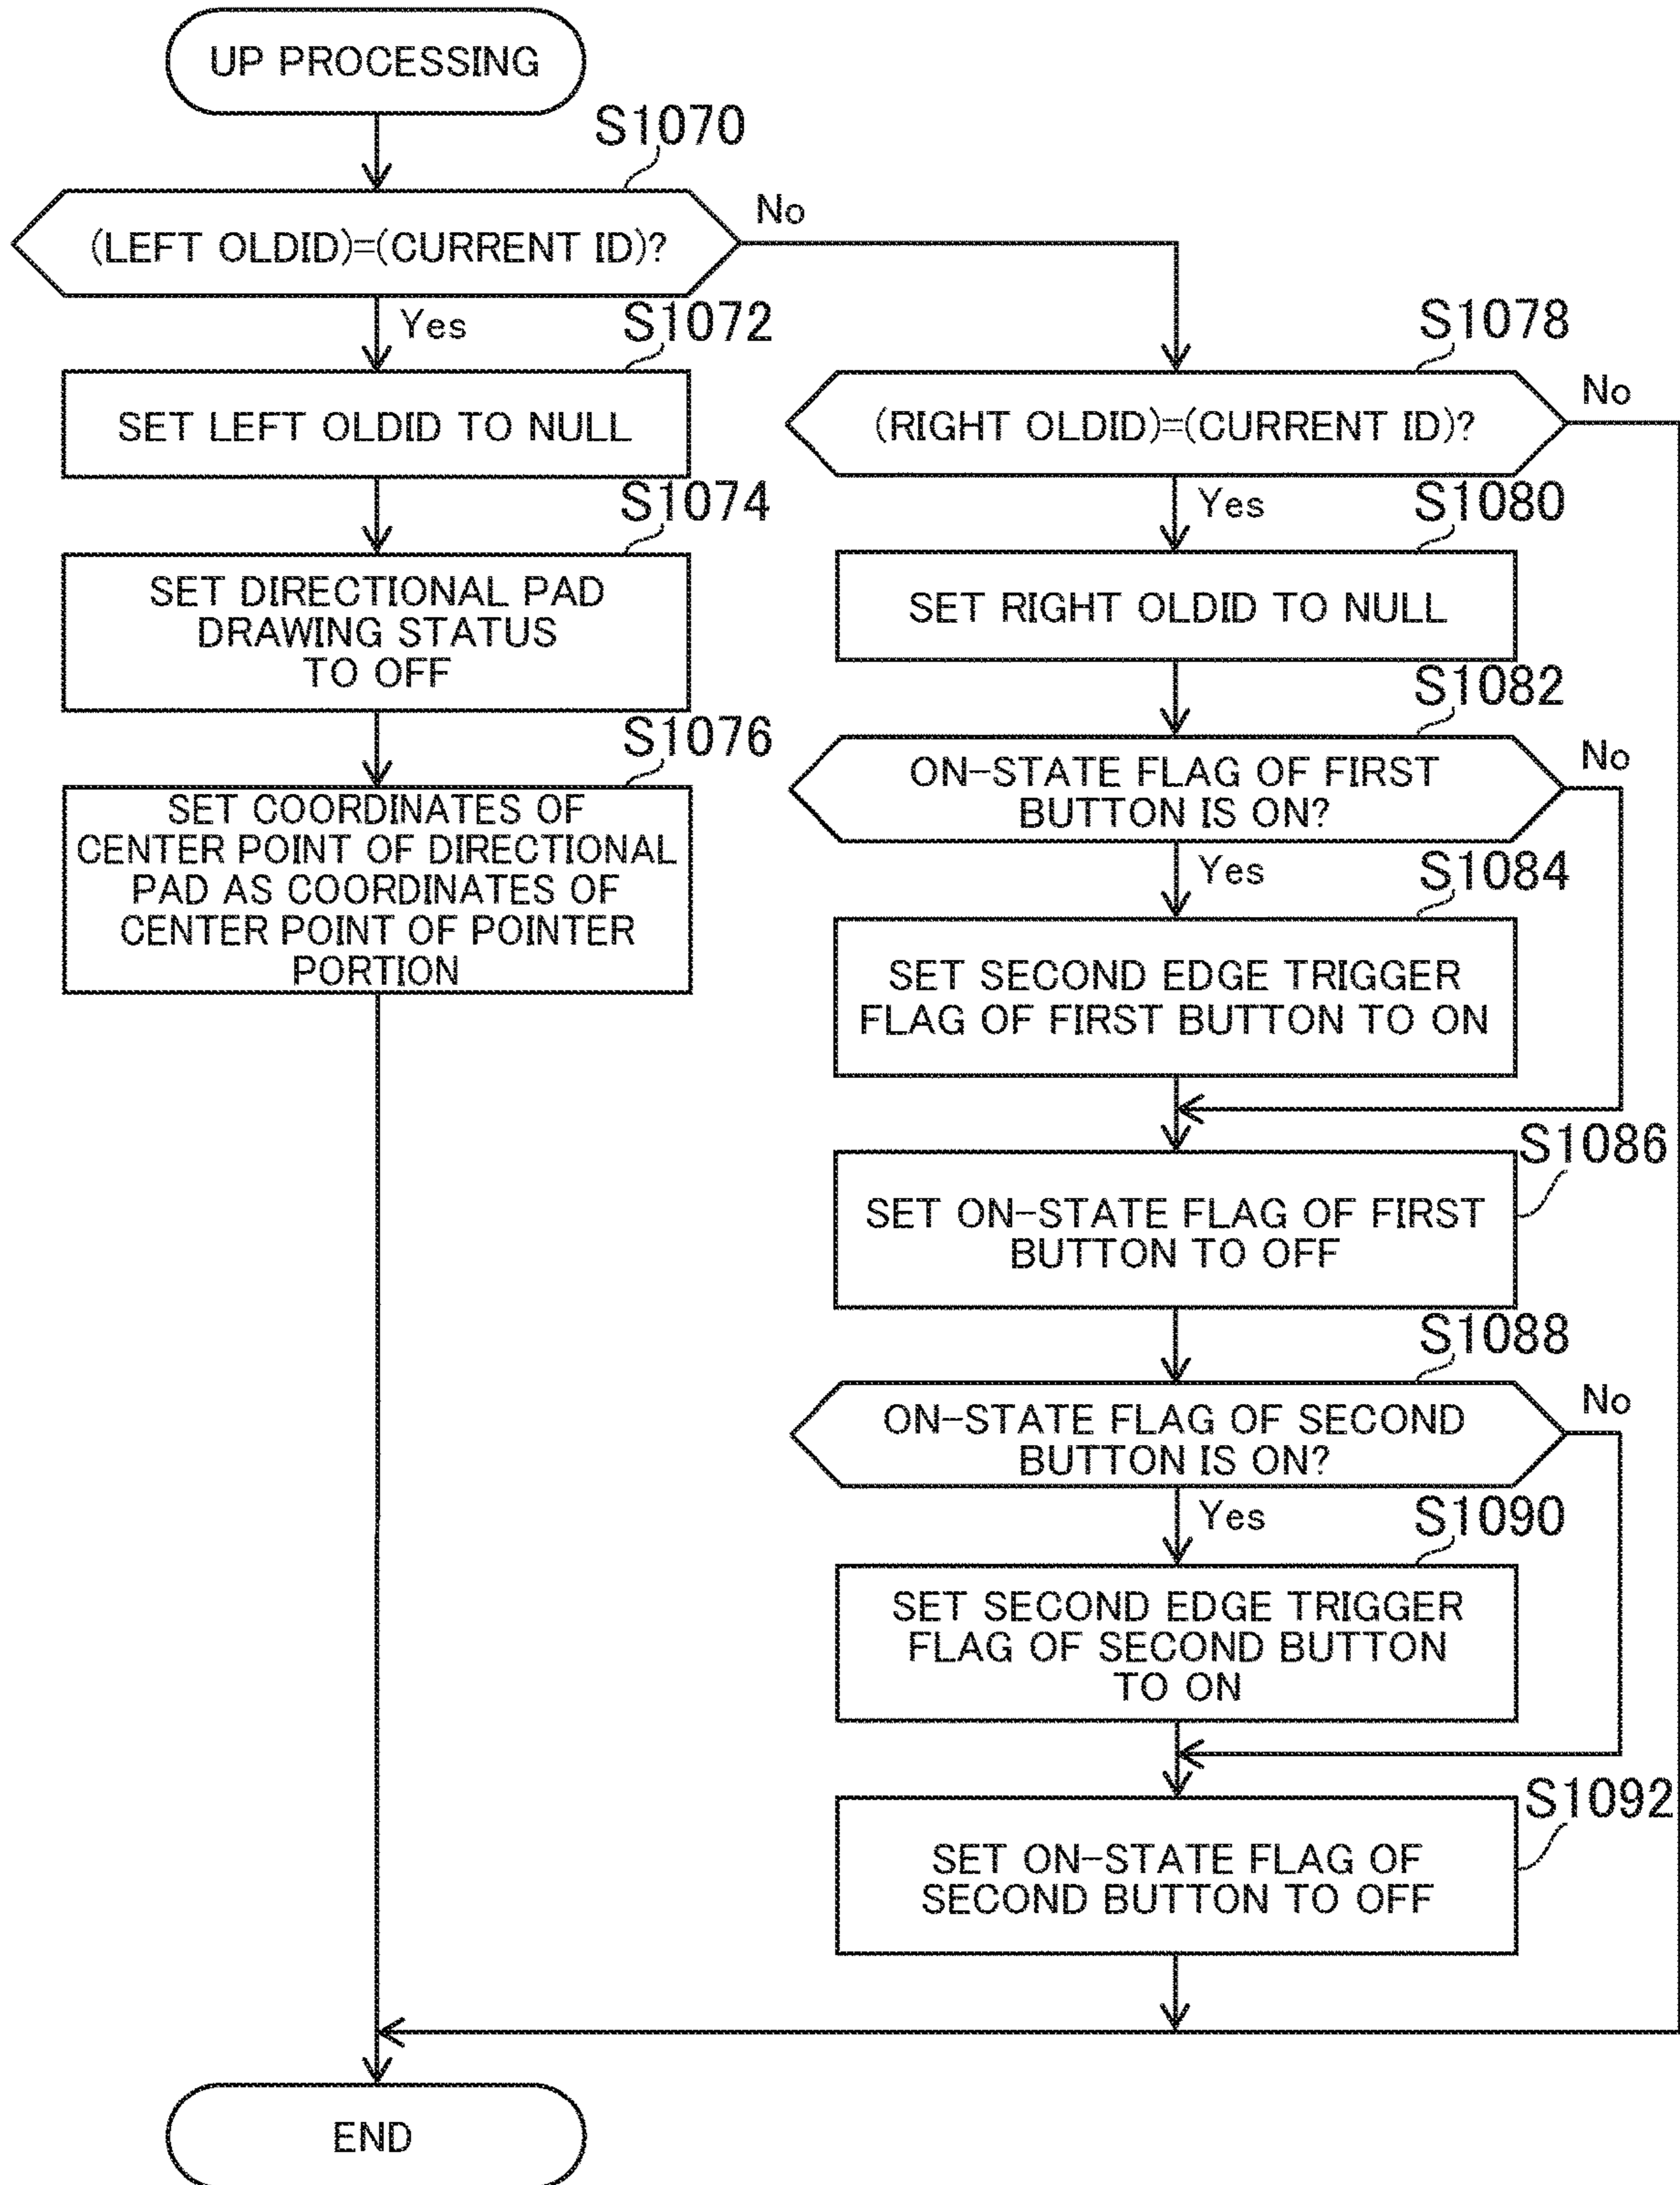 UP PROCESSING
S1070
(LEFT OLDID)=(CURRENT ID)?
No
Yes
S1072
SET LEFT OLDID TO NULL
S1074
SET DIRECTIONAL PAD
DRAWING STATUS
TO OFF
S1076
SET COORDINATES OF
CENTER POINT OF DIRECTIONAL
PAD AS COORDINATES OF
CENTER POINT OF POINTER
PORTION
S1078
(RIGHT OLDID)=(CURRENT ID)?
No
Yes
S1080
SET RIGHT OLDID TO NULL
S1082
ON-STATE FLAG OF FIRST
BUTTON IS ON?
No
Yes
S1084
SET SECOND EDGE TRIGGER
FLAG OF FIRST BUTTON TO ON
S1086
SET ON-STATE FLAG OF FIRST
BUTTON TO OFF
S1088
ON-STATE FLAG OF SECOND
BUTTON IS ON?
No
Yes
S1090
SET SECOND EDGE TRIGGER
FLAG OF SECOND BUTTON
TO ON
S1092
SET ON-STATE FLAG OF
SECOND BUTTON TO OFF
END